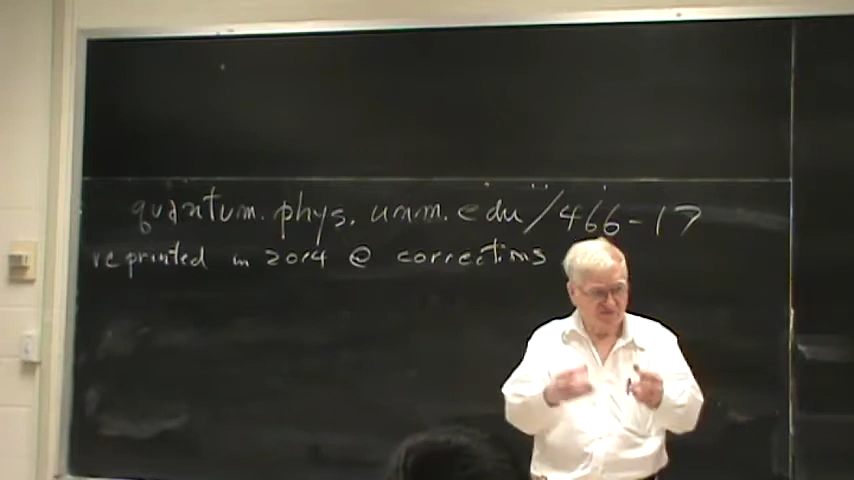 quantum.phys.unm.edu/466-17
reprinted in 2014 @ corrections